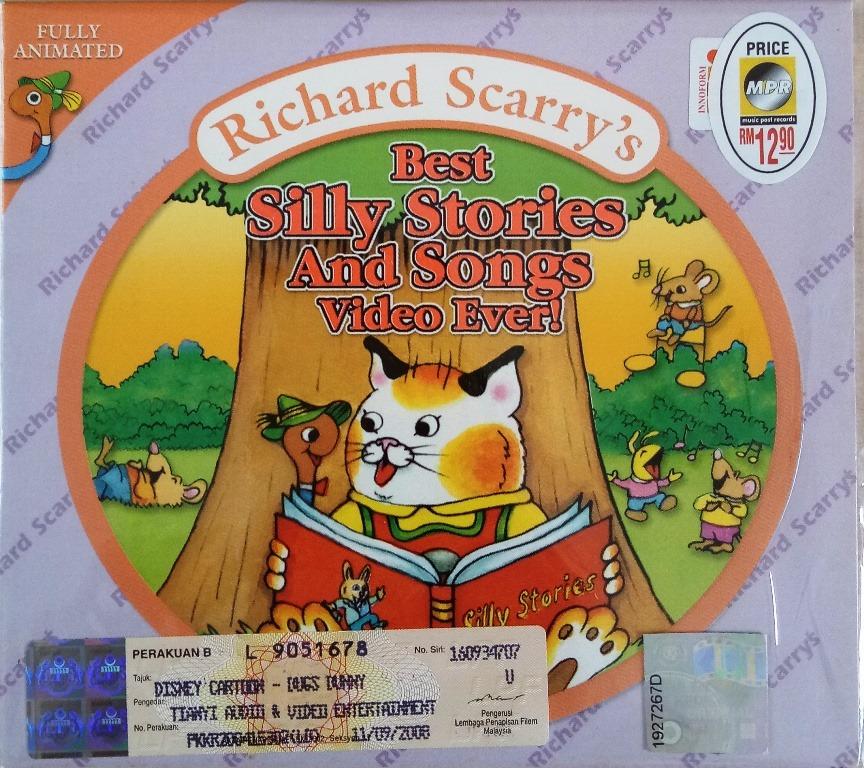 FULLY
ANIMATED
Richard Scarry's
Best
Silly Stories
And Songs
Video Ever!
INNOFORM
PRICE
MPR
music post records
RM12.90
Silly Stories
PERAKUAN B L 9051678 No. Siri: 160934707
Tajuk: DISNEY CARTOON - BUGS BUNNY U
Pengedar: TIANYI AUDIO & VIDEO ENTERTAINMENT
No. Perakuan: 11/09/2008
Pengerusi
Lembaga Penapisan Filem
Malaysia
1927267D